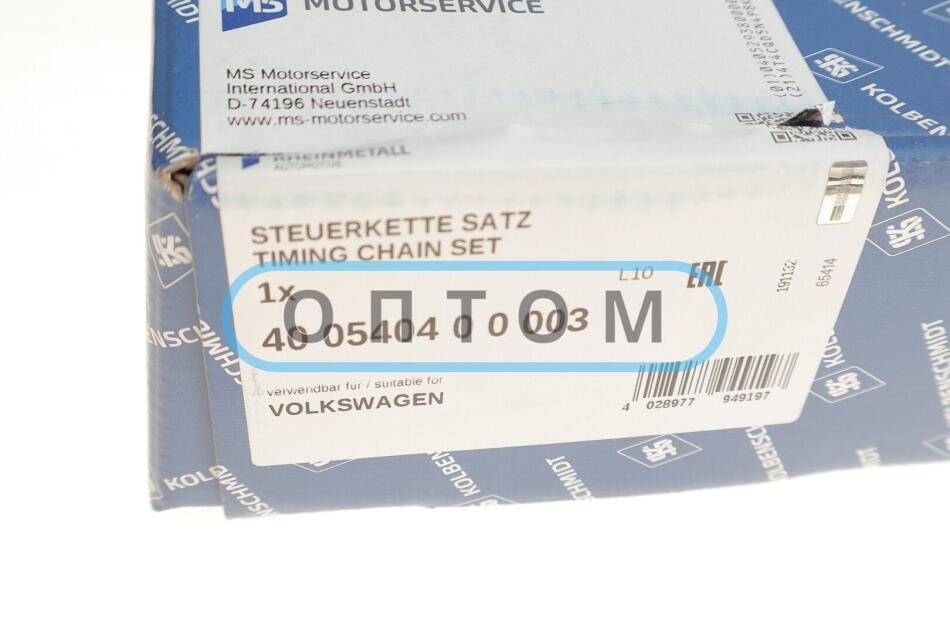 MS MOTORSERVICE
MS Motorservice
International GmbH
D-74196 Neuenstadt
www.ms-motorservice.com
RHEINMETALL
AUTOMOTIVE
STEUERKETTE SATZ
TIMING CHAIN SET
1x
L10
EAC
191132
65414
ОПТОМ
40 05404 0 0 003
verwendbar für / suitable for
VOLKSWAGEN
4 028977 949197
KOLBENSCHMIDT
KOLBENSCHMIDT
KOLBENSCHMIDT